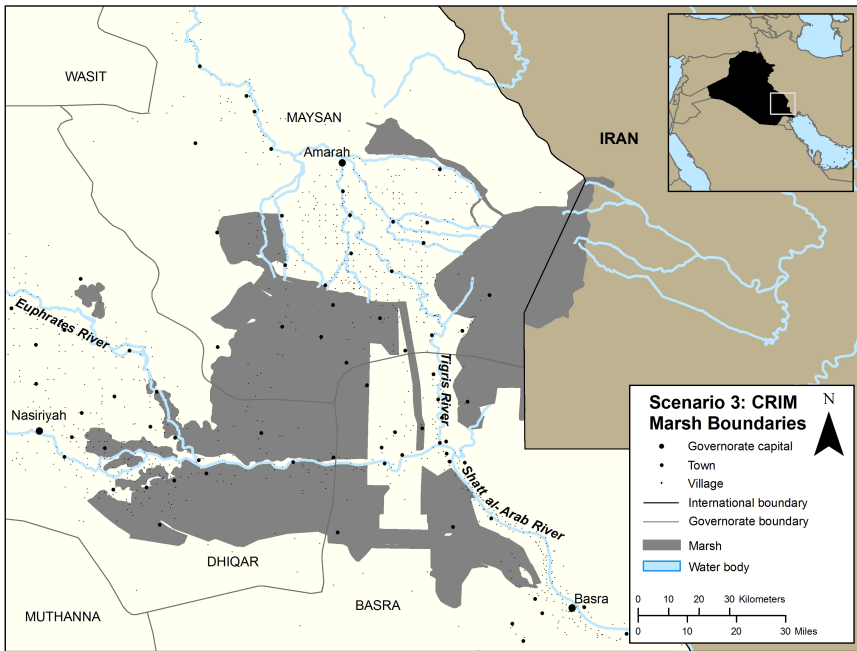 WASIT
MAYSAN
Amarah
IRAN
Euphrates River
Tigris River
Nasiriyah
Shatt al-Arab River
DHIQAR
BASRA
Basra
MUTHANNA
Scenario 3: CRIM
Marsh Boundaries
N
Governorate capital
Town
Village
International boundary
Governorate boundary
Marsh
Water body
0 10 20 30 Kilometers
0 10 20 30 Miles